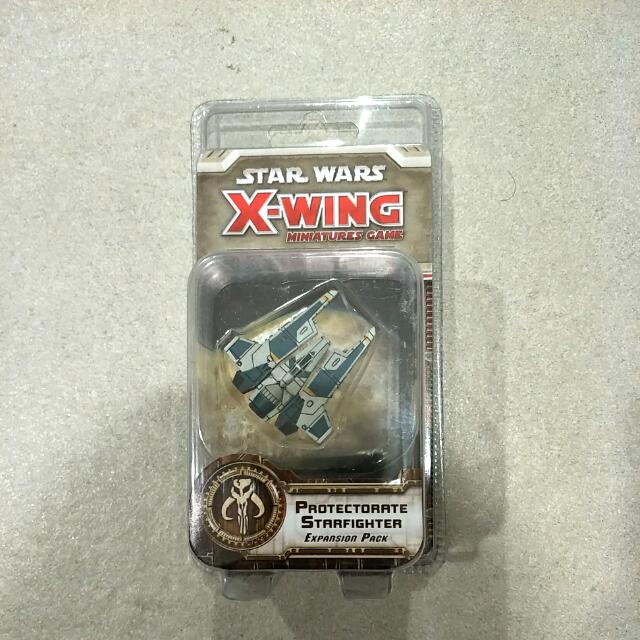 STAR WARS
X-WING
MINIATURES GAME
PROTECTORATE
STARFIGHTER
EXPANSION PACK